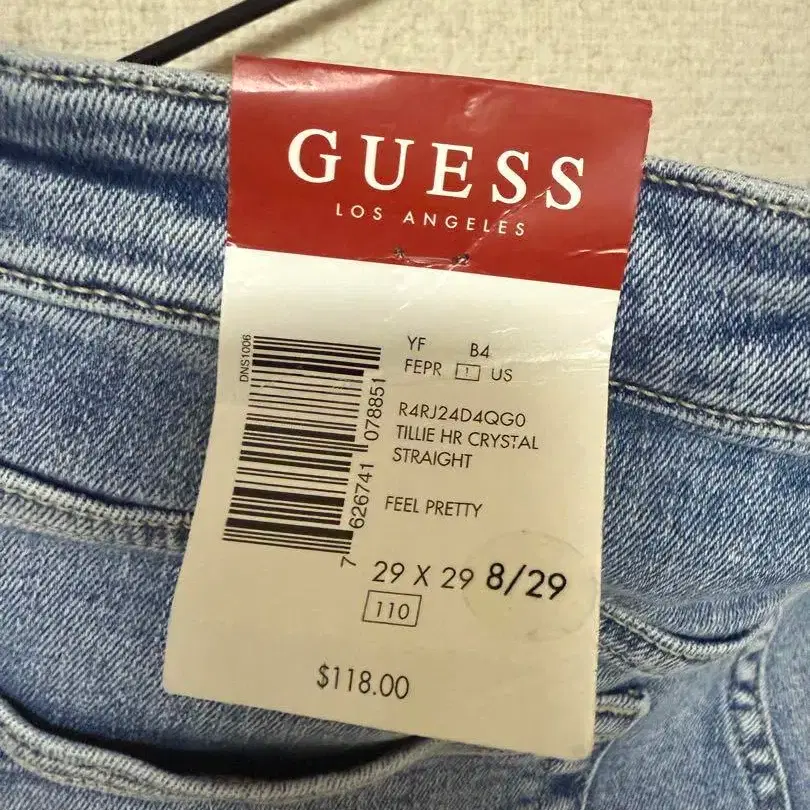 GUESS
LOS ANGELES
DNS1006
7 626741 078851
YF B4
FEPR 1 US
R4RJ24D4QG0
TILLIE HR CRYSTAL
STRAIGHT
FEEL PRETTY
29 X 29 8/29
110
$118.00